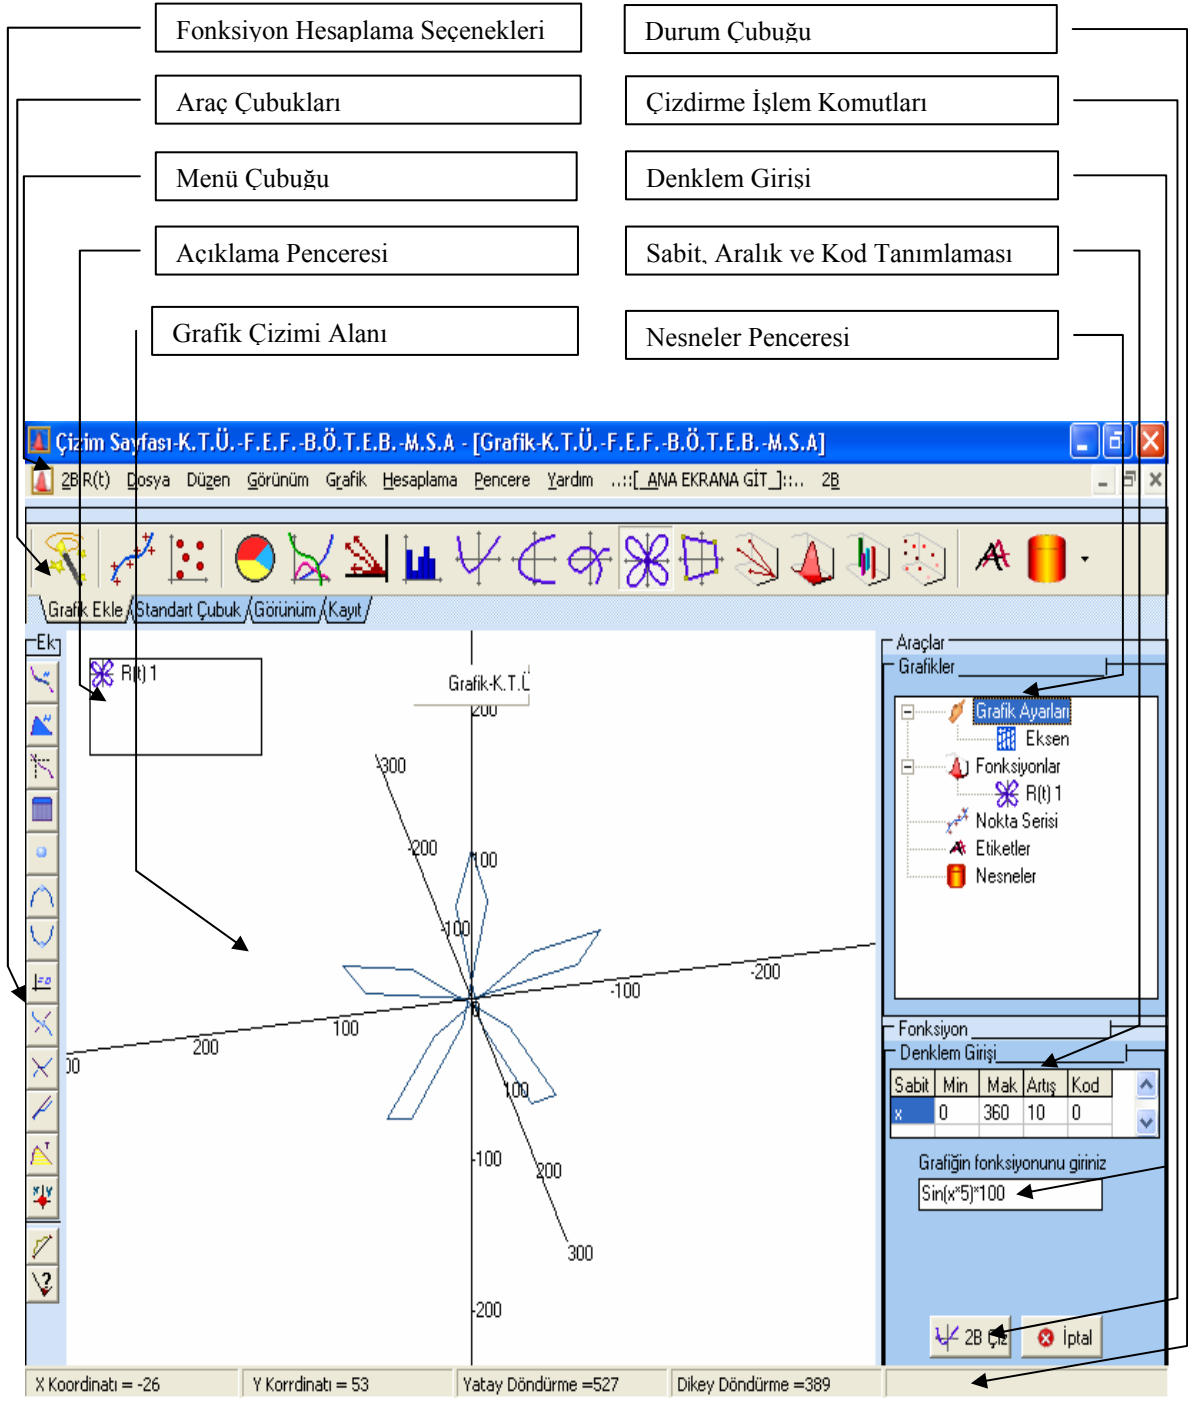 Fonksiyon Hesaplama Seçenekleri
Durum Çubuğu
Araç Çubukları
Çizdirme İşlem Komutları
Menü Çubuğu
Denklem Girişi
Açıklama Penceresi
Sabit, Aralık ve Kod Tanımlaması
Grafik Çizimi Alanı
Nesneler Penceresi
Çizim Sayfası-K.T.Ü.-F.E.F.-B.Ö.T.E.B.-M.S.A - [Grafik-K.T.Ü.-F.E.F.-B.Ö.T.E.B.-M.S.A]
2B R(t) Dosya Düzen Görünüm Grafik Hesaplama Pencere Yardım ..::[_ANA EKRANA GİT_]::.. 2B
Grafik Ekle Standart Çubuk Görünüm Kayıt
Ek
R(t) 1
Grafik-K.T.Ü
200
-300
-200
100
-100
-200
-100
0
100
200
00
100
-100
200
300
-200
Araçlar
Grafikler
Grafik Ayarları
Eksen
Fonksiyonlar
R(t) 1
Nokta Serisi
Etiketler
Nesneler
Fonksiyon
Denklem Girişi
Sabit Min Mak Artış Kod
x 0 360 10 0
Grafiğin fonksiyonunu giriniz
Sin(x*5)*100
2B Çiz İptal
X Koordinatı = -26 Y Korrdinatı = 53 Yatay Döndürme =527 Dikey Döndürme =389